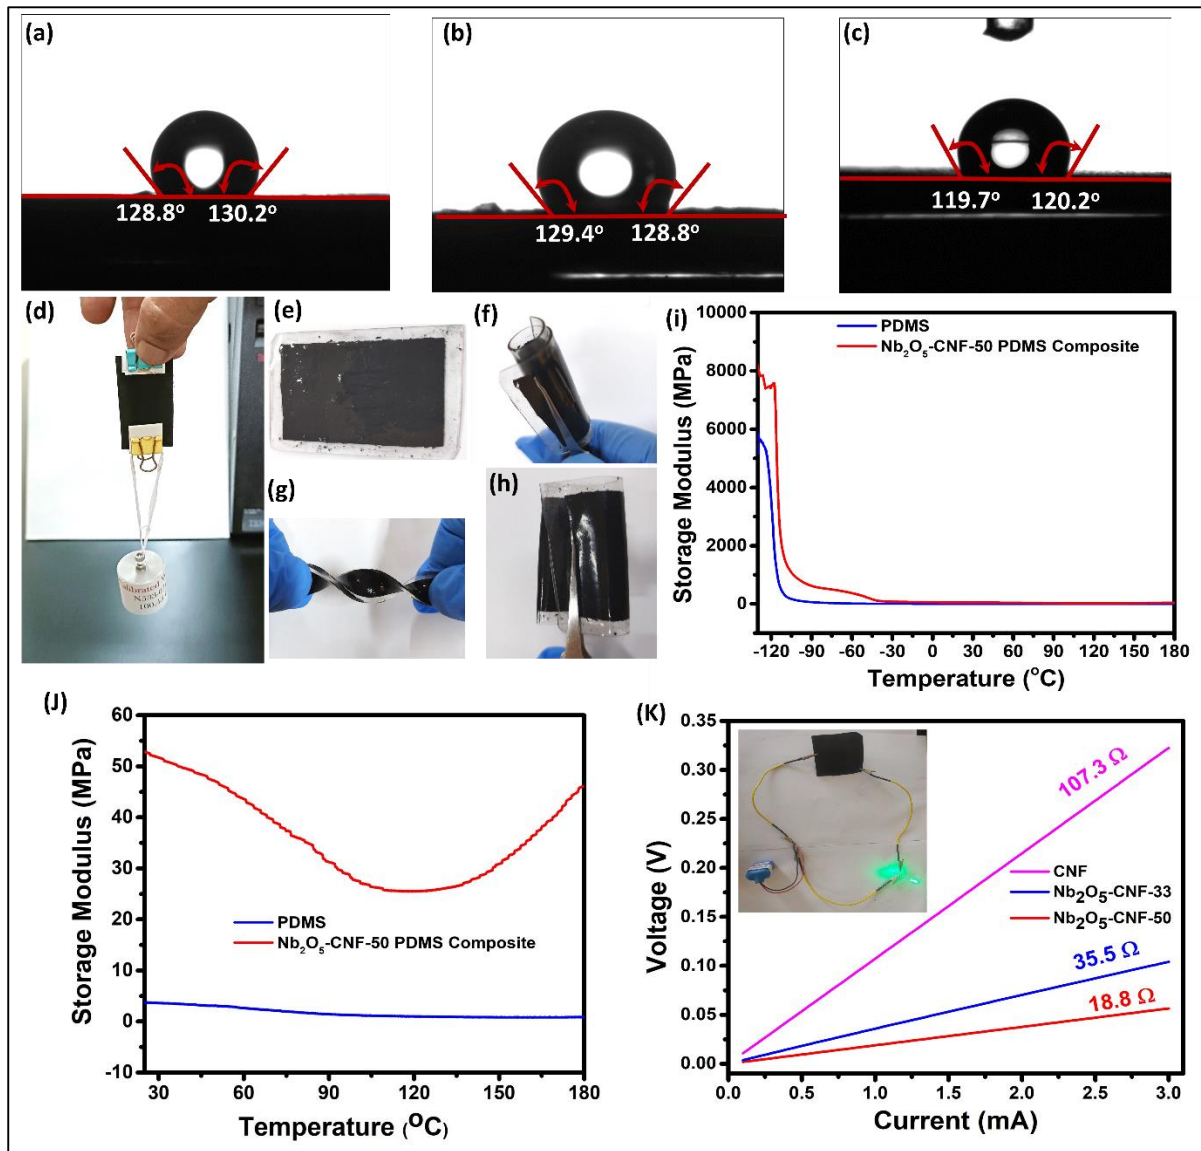 (a)
128.8° 130.2°
(b)
129.4° 128.8°
(c)
119.7° 120.2°
(d)
100.
(e)
(f)
(g)
(h)
(i)
PDMS
Nb₂O₅-CNF-50 PDMS Composite
Storage Modulus (MPa)
10000
8000
6000
4000
2000
0
-120 -90 -60 -30 0 30 60 90 120 150 180
Temperature (°C)
(J)
Storage Modulus (MPa)
60
50
40
30
20
10
0
-10
PDMS
Nb₂O₅-CNF-50 PDMS Composite
30 60 90 120 150 180
Temperature (°C)
(K)
Voltage (V)
0.35
0.30
0.25
0.20
0.15
0.10
0.05
0.00
107.3 Ω
CNF
Nb₂O₅-CNF-33
Nb₂O₅-CNF-50
35.5 Ω
18.8 Ω
0.0 0.5 1.0 1.5 2.0 2.5 3.0
Current (mA)